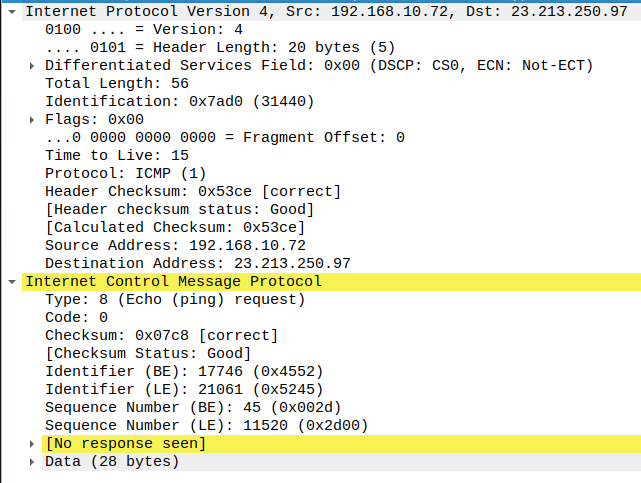 Internet Protocol Version 4, Src: 192.168.10.72, Dst: 23.213.250.97
0100 .... = Version: 4
.... 0101 = Header Length: 20 bytes (5)
Differentiated Services Field: 0x00 (DSCP: CS0, ECN: Not-ECT)
Total Length: 56
Identification: 0x7ad0 (31440)
Flags: 0x00
...0 0000 0000 0000 = Fragment Offset: 0
Time to Live: 15
Protocol: ICMP (1)
Header Checksum: 0x53ce [correct]
[Header checksum status: Good]
[Calculated Checksum: 0x53ce]
Source Address: 192.168.10.72
Destination Address: 23.213.250.97
Internet Control Message Protocol
Type: 8 (Echo (ping) request)
Code: 0
Checksum: 0x07c8 [correct]
[Checksum Status: Good]
Identifier (BE): 17746 (0x4552)
Identifier (LE): 21061 (0x5245)
Sequence Number (BE): 45 (0x002d)
Sequence Number (LE): 11520 (0x2d00)
[No response seen]
Data (28 bytes)